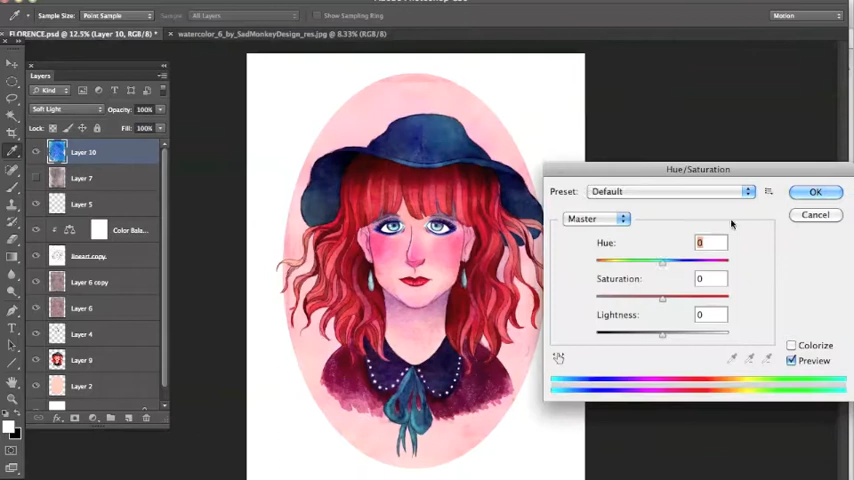 Sample Size: Point Sample Sample: All Layers Show Sampling Ring Motion
FLORENCE.psd @ 12.5% (Layer 10, RGB/8) * watercolor_6_by_SadMonkeyDesign_res.jpg @ 8.33% (RGB/8)
Layers
Kind
Soft Light Opacity: 100%
Lock: Fill: 100%
Layer 10
Layer 7
Layer 5
Color Bala...
lineart copy
Layer 6 copy
Layer 6
Layer 4
Layer 9
Layer 2
fx
Hue/Saturation
Preset: Default OK
Master Cancel
Hue: 0
Saturation: 0
Lightness: 0
Colorize
Preview